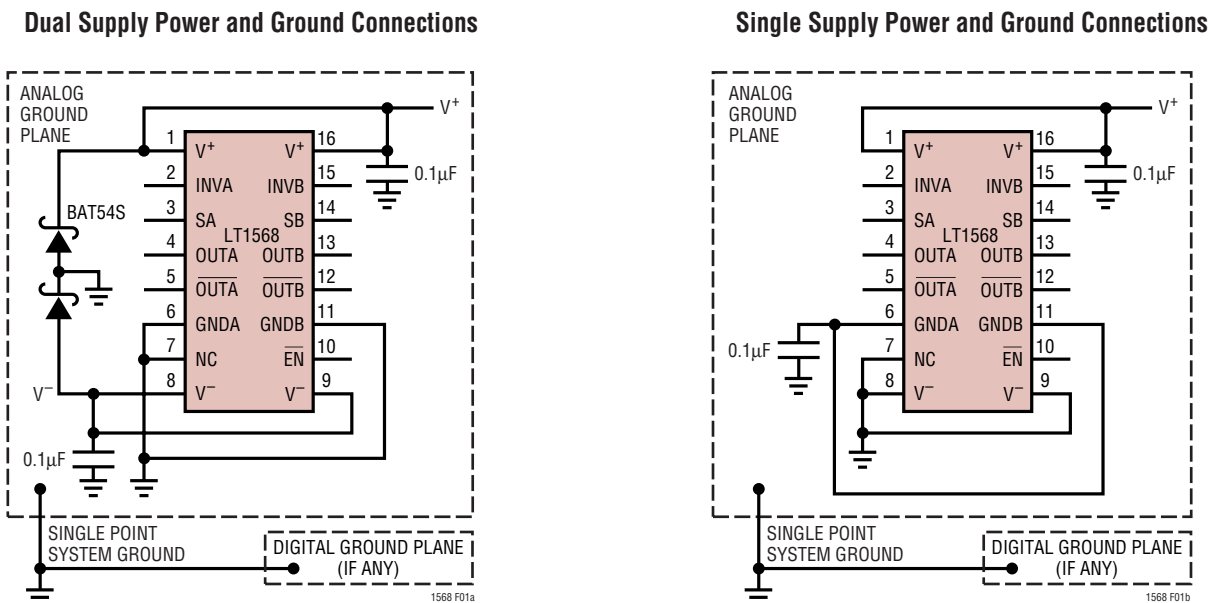 Dual Supply Power and Ground Connections
ANALOG
GROUND
PLANE
V+
1
V+
V+
16
0.1µF
2
INVA
INVB
15
BAT54S
3
SA
SB
14
LT1568
4
OUTA
OUTB
13
5
OUTA
OUTB
12
6
GNDA
GNDB
11
7
NC
EN
10
V–
8
V–
V–
9
0.1µF
SINGLE POINT
SYSTEM GROUND
DIGITAL GROUND PLANE
(IF ANY)
1568 F01a
Single Supply Power and Ground Connections
ANALOG
GROUND
PLANE
V+
1
V+
V+
16
0.1µF
2
INVA
INVB
15
3
SA
SB
14
LT1568
4
OUTA
OUTB
13
5
OUTA
OUTB
12
6
GNDA
GNDB
11
0.1µF
7
NC
EN
10
8
V–
V–
9
SINGLE POINT
SYSTEM GROUND
DIGITAL GROUND PLANE
(IF ANY)
1568 F01b